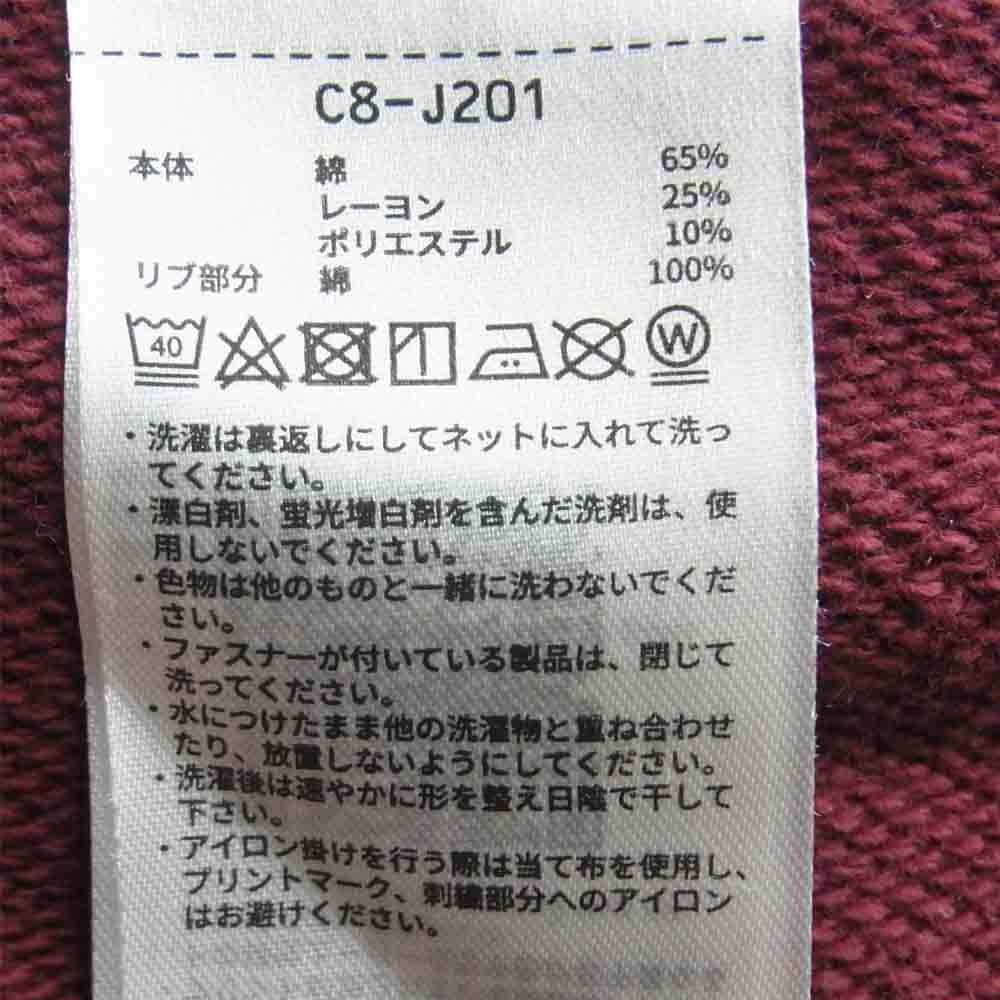 C8-J201
本体 綿 65%
レーヨン 25%
ポリエステル 10%
リブ部分 綿 100%
40 W
・洗濯は裏返しにしてネットに入れて洗っ
てください。
・漂白剤、蛍光増白剤を含んだ洗剤は、使
用しないでください。
・色物は他のものと一緒に洗わないでくだ
さい。
・ファスナーが付いている製品は、閉じて
洗ってください。
・水につけたまま他の洗濯物と重ね合わせ
たり、放置しないようにしてください。
・洗濯後は速やかに形を整え日陰で干して
下さい。
・アイロン掛けを行う際は当て布を使用し、
プリントマーク、刺繍部分へのアイロン
はお避けください。